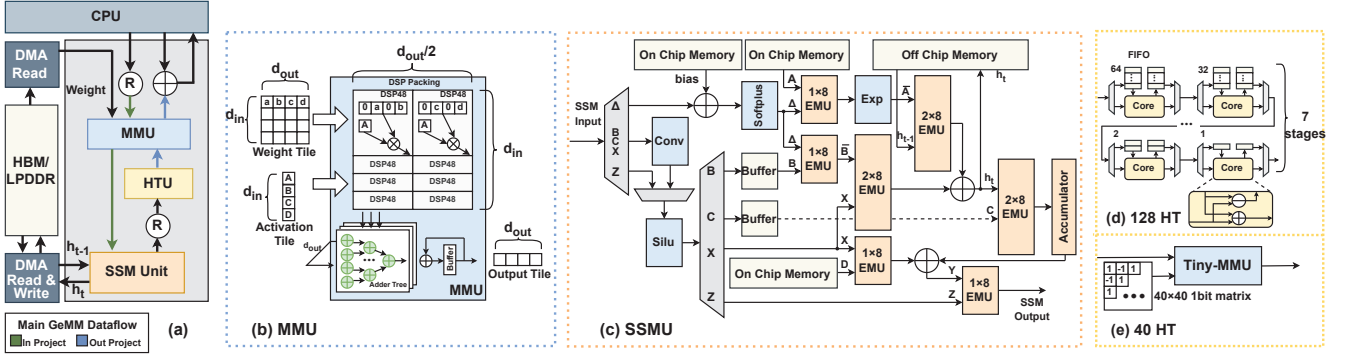 CPU
DMA
Read
R
Weight
MMU
HBM/
LPDDR
HTU
R
h_t-1
DMA
Read &
Write
h_t
SSM Unit
Main GeMM Dataflow
In Project
Out Project
(a)
d_out/2
d_out
DSP Packing
DSP48
DSP48
a b c d
0 a 0 b
0 c 0 d
d_in
A
A
d_in
Weight Tile
DSP48
DSP48
DSP48
DSP48
DSP48
DSP48
d_in
A
B
C
D
Activation
Tile
d_out
...
Adder Tree
Buffer
d_out
Output Tile
(b) MMU
MMU
On Chip Memory
On Chip Memory
Off Chip Memory
bias
A
Ā
h_t
SSM
Input
Δ
B
C
X
Z
Conv
Softplus
Δ
1×8
EMU
Exp
2×8
EMU
h_t-1
Δ
B
1×8
EMU
B̄
B
Buffer
2×8
EMU
h_t
2×8
EMU
Accumulator
X
C
Buffer
C
Silu
X
X
1×8
EMU
On Chip Memory
D
Y
Z
Z
1×8
EMU
SSM
Output
(c) SSMU
FIFO
64
32
Core
Core
...
7
stages
2
1
Core
Core
(d) 128 HT
Tiny-MMU
1 -1 1
-1 1
1
40×40 1bit matrix
(e) 40 HT